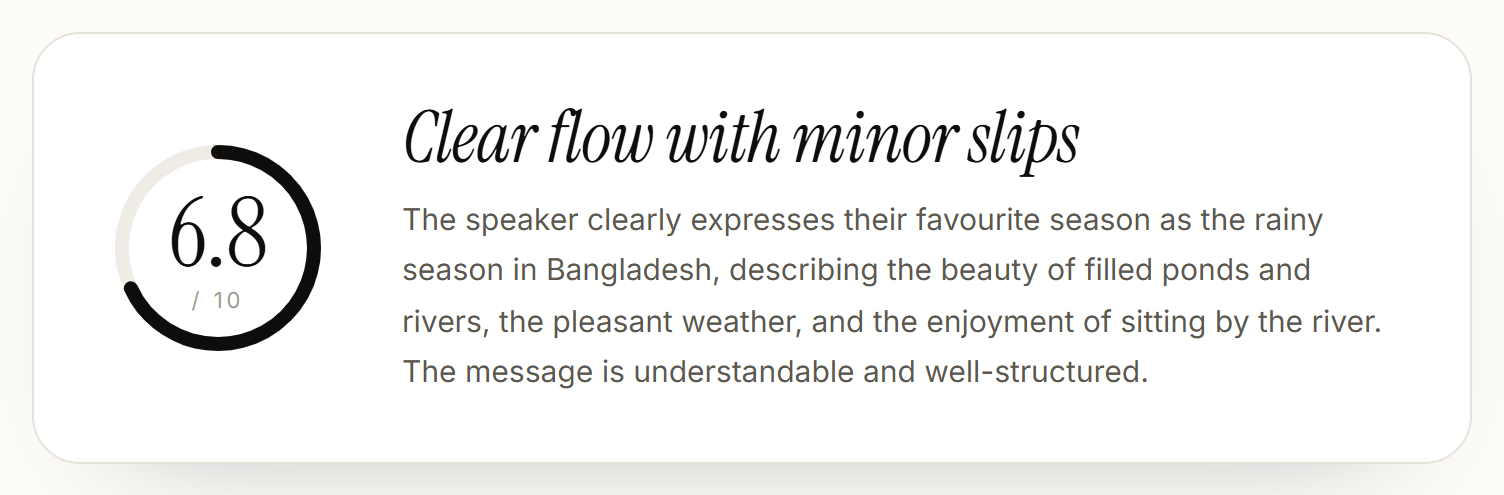 6.8
/ 10
Clear flow with minor slips
The speaker clearly expresses their favourite season as the rainy
season in Bangladesh, describing the beauty of filled ponds and
rivers, the pleasant weather, and the enjoyment of sitting by the river.
The message is understandable and well-structured.